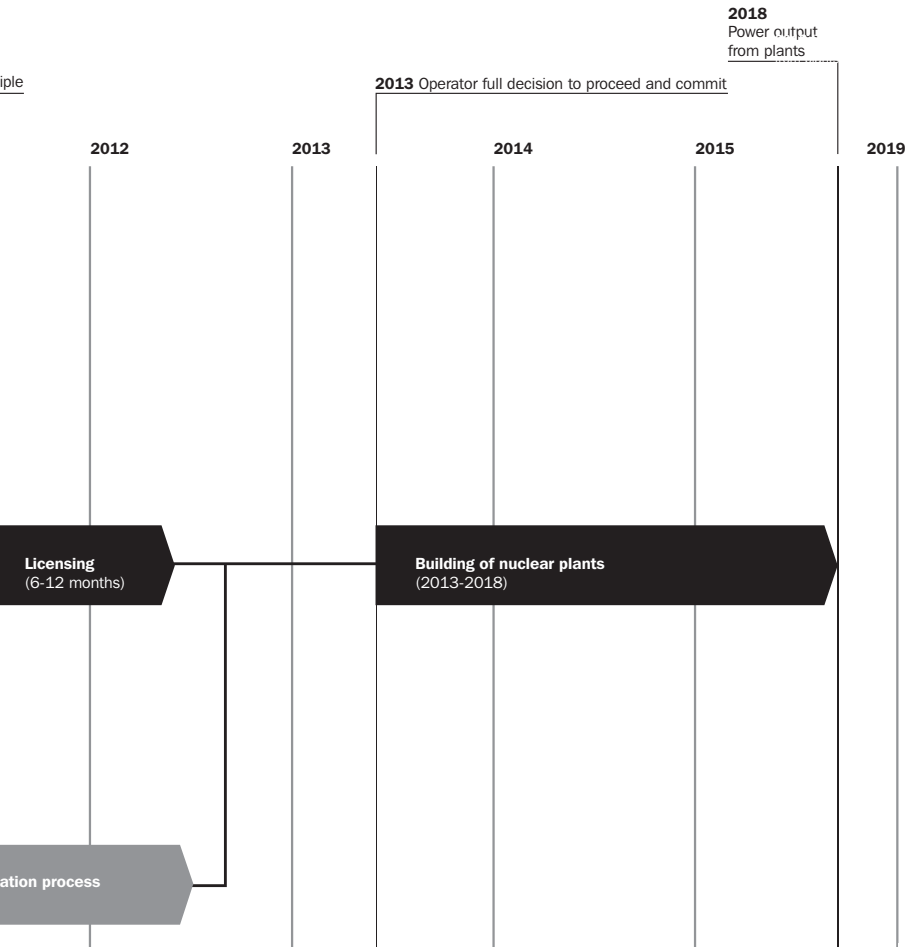 2018
Power output
from plants
iple
2013 Operator full decision to proceed and commit
2012
2013
2014
2015
2019
Licensing
(6-12 months)
Building of nuclear plants
(2013-2018)
ation process